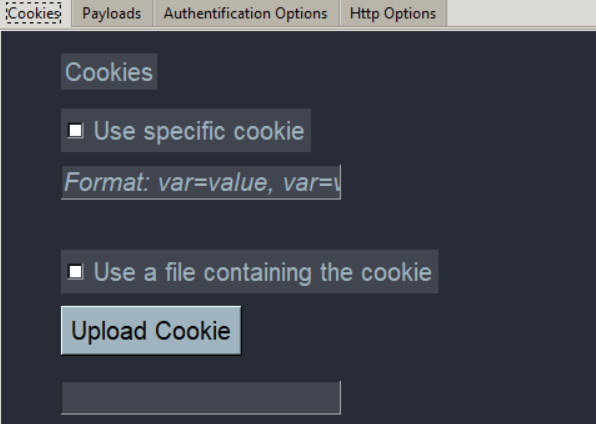 Cookies Payloads Authentification Options Http Options
Cookies
Use specific cookie
Format: var=value, var=
Use a file containing the cookie
Upload Cookie